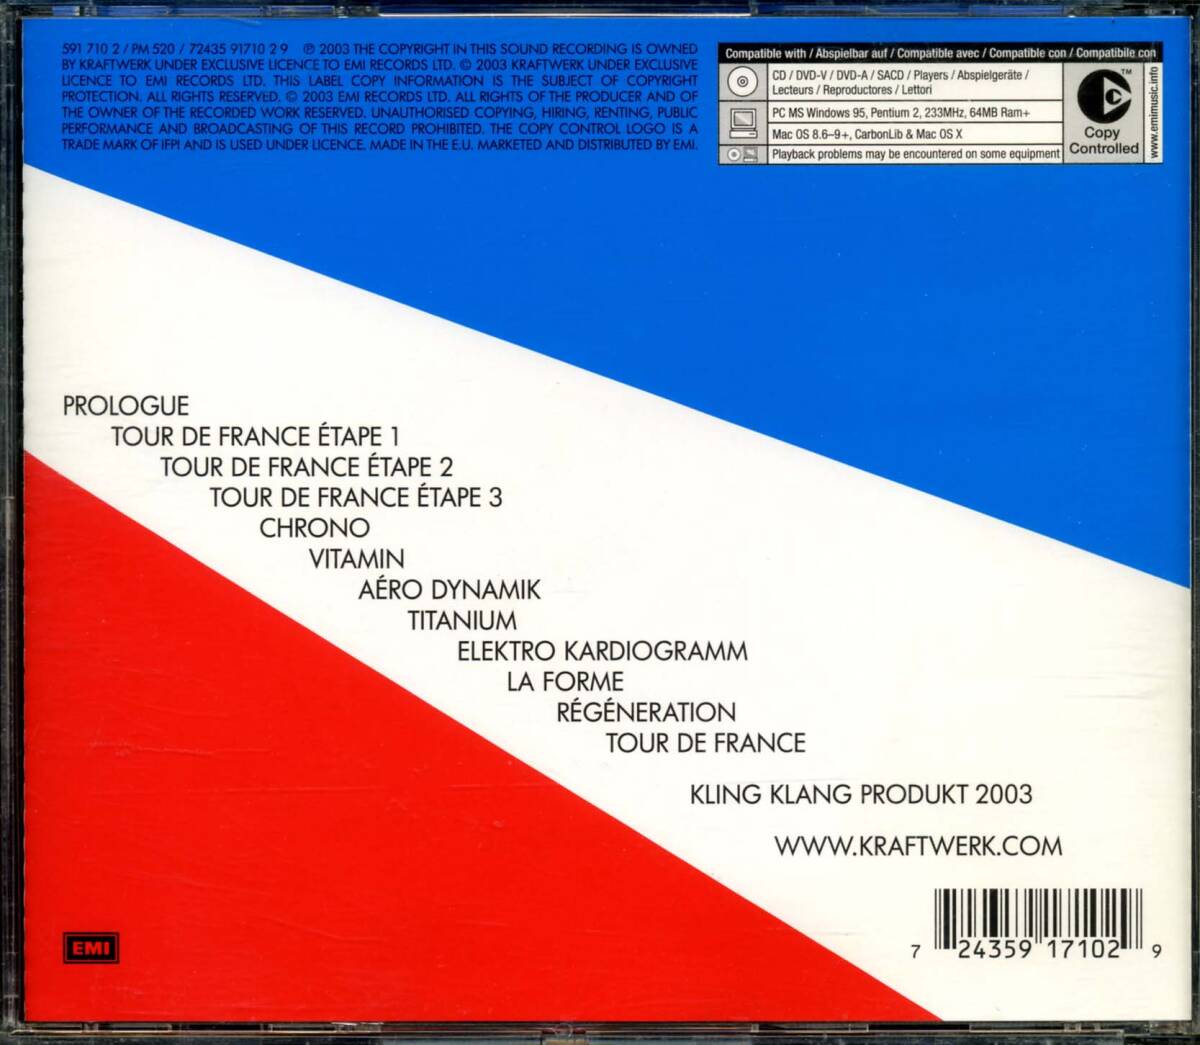 591 710 2 / PM 520 / 72435 91710 2 9 ℗ 2003 THE COPYRIGHT IN THIS SOUND RECORDING IS OWNED
BY KRAFTWERK UNDER EXCLUSIVE LICENCE TO EMI RECORDS LTD. © 2003 KRAFTWERK UNDER EXCLUSIVE
LICENCE TO EMI RECORDS LTD. THIS LABEL COPY INFORMATION IS THE SUBJECT OF COPYRIGHT
PROTECTION. ALL RIGHTS RESERVED. © 2003 EMI RECORDS LTD. ALL RIGHTS OF THE PRODUCER AND OF
THE OWNER OF THE RECORDED WORK RESERVED. UNAUTHORISED COPYING, HIRING, RENTING, PUBLIC
PERFORMANCE AND BROADCASTING OF THIS RECORD PROHIBITED. THE COPY CONTROL LOGO IS A
TRADE MARK OF IFPI AND IS USED UNDER LICENCE. MADE IN THE E.U. MARKETED AND DISTRIBUTED BY EMI.
Compatible with / Abspielbar auf / Compatible avec / Compatible con / Compatibile con
CD / DVD-V / DVD-A / SACD / Players / Abspielgeräte /
Lecteurs / Reproductores / Lettori
PC MS Windows 95, Pentium 2, 233MHz, 64MB Ram+
Mac OS 8.6-9+, CarbonLib & Mac OS X
Playback problems may be encountered on some equipment
TM
Copy
Controlled
www.emimusic.info
PROLOGUE
TOUR DE FRANCE ÉTAPE 1
TOUR DE FRANCE ÉTAPE 2
TOUR DE FRANCE ÉTAPE 3
CHRONO
VITAMIN
AÉRO DYNAMIK
TITANIUM
ELEKTRO KARDIOGRAMM
LA FORME
RÉGÉNERATION
TOUR DE FRANCE
KLING KLANG PRODUKT 2003
WWW.KRAFTWERK.COM
EMI
7 24359 17102 9